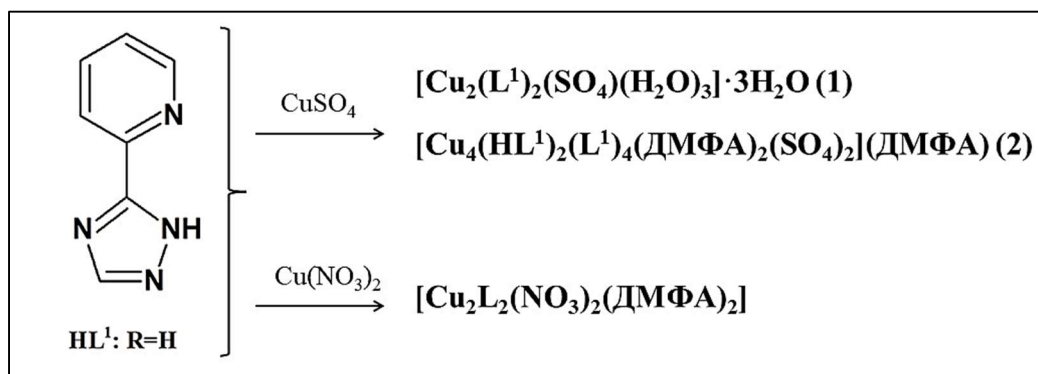 N
N
NH
N
HL¹: R=H
CuSO₄
[Cu₂(L¹)₂(SO₄)(H₂O)₃]·3H₂O (1)
[Cu₄(HL¹)₂(L¹)₄(ДМФА)₂(SO₄)₂](ДМФА) (2)
Cu(NO₃)₂
[Cu₂L₂(NO₃)₂(ДМФА)₂]